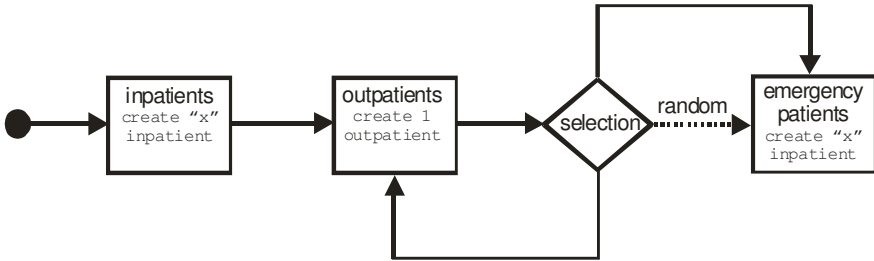 inpatients
create “x”
inpatient
outpatients
create 1
outpatient
selection
random
emergency
patients
create “x”
inpatient